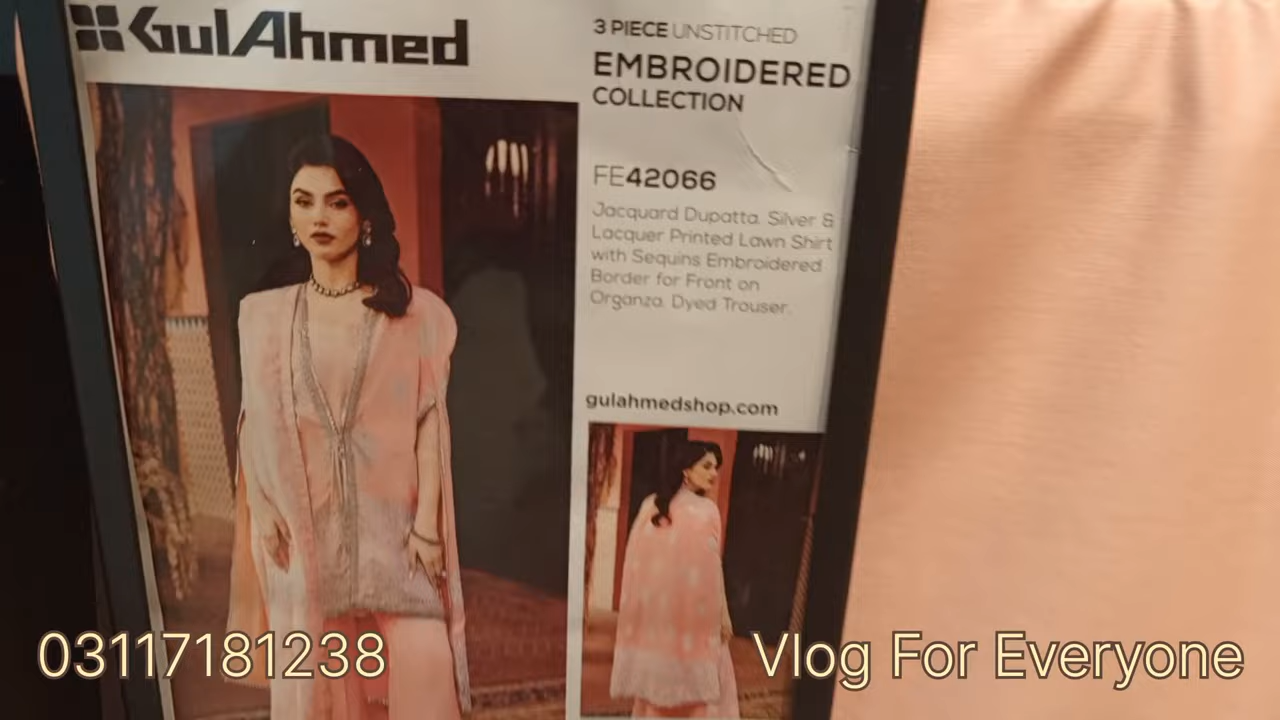 GulAhmed
3 PIECE UNSTITCHED
EMBROIDERED
COLLECTION
FE42066
Jacquard Dupatta. Silver &
Lacquer Printed Lawn Shirt
with Sequins Embroidered
Border for Front on
Organza. Dyed Trouser.
gulahmedshop.com
03117181238
Vlog For Everyone